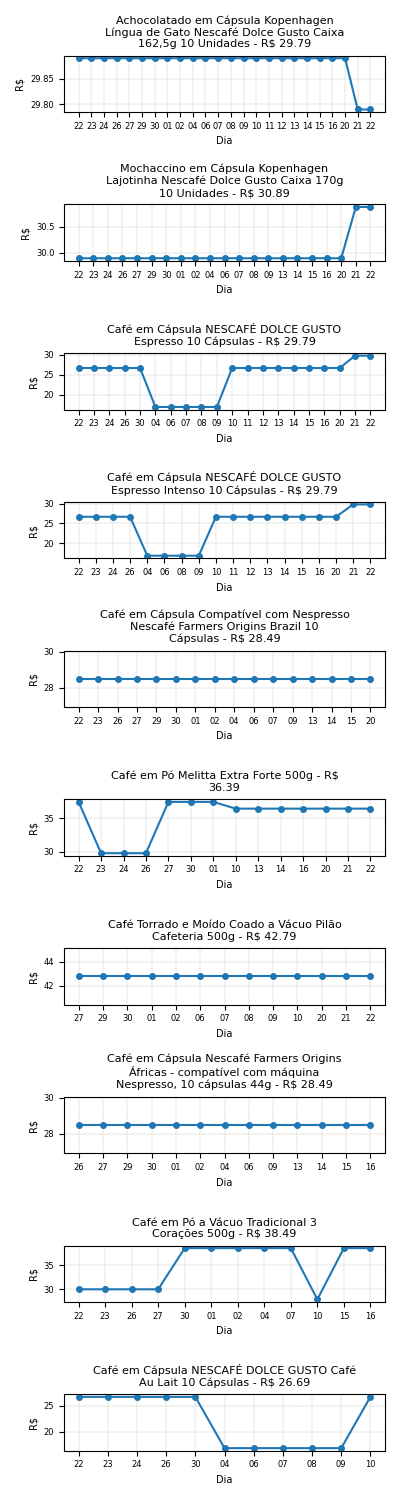 Achocolatado em Cápsula Kopenhagen
Língua de Gato Nescafé Dolce Gusto Caixa
162,5g 10 Unidades - R$ 29.79
R$
29.85
29.80
22 23 24 26 27 29 30 01 02 04 06 07 08 09 10 11 12 13 14 15 16 20 21 22
Dia
Mochaccino em Cápsula Kopenhagen
Lajotinha Nescafé Dolce Gusto Caixa 170g
10 Unidades - R$ 30.89
R$
30.5
30.0
22 23 24 26 27 29 30 01 02 04 06 07 08 09 13 14 15 16 20 21 22
Dia
Café em Cápsula NESCAFÉ DOLCE GUSTO
Espresso 10 Cápsulas - R$ 29.79
R$
30
25
20
22 23 24 26 30 04 06 07 08 09 10 11 12 13 14 15 16 20 21 22
Dia
Café em Cápsula NESCAFÉ DOLCE GUSTO
Espresso Intenso 10 Cápsulas - R$ 29.79
R$
30
25
20
22 23 24 26 04 06 08 09 10 11 12 13 14 15 16 20 21 22
Dia
Café em Cápsula Compatível com Nespresso
Nescafé Farmers Origins Brazil 10
Cápsulas - R$ 28.49
R$
30
28
22 23 26 27 29 30 01 02 04 06 07 09 13 14 15 20
Dia
Café em Pó Melitta Extra Forte 500g - R$
36.39
R$
35
30
22 23 24 26 27 30 01 10 13 14 16 20 21 22
Dia
Café Torrado e Moído Coado a Vácuo Pilão
Cafeteria 500g - R$ 42.79
R$
44
42
27 29 30 01 02 06 07 08 09 10 20 21 22
Dia
Café em Cápsula Nescafé Farmers Origins
Áfricas - compatível com máquina
Nespresso, 10 cápsulas 44g - R$ 28.49
R$
30
28
26 27 29 30 01 02 04 06 09 13 14 15 16
Dia
Café em Pó a Vácuo Tradicional 3
Corações 500g - R$ 38.49
R$
35
30
22 23 26 27 30 01 02 04 07 10 15 16
Dia
Café em Cápsula NESCAFÉ DOLCE GUSTO Café
Au Lait 10 Cápsulas - R$ 26.69
R$
25
20
22 23 24 26 30 04 06 07 08 09 10
Dia